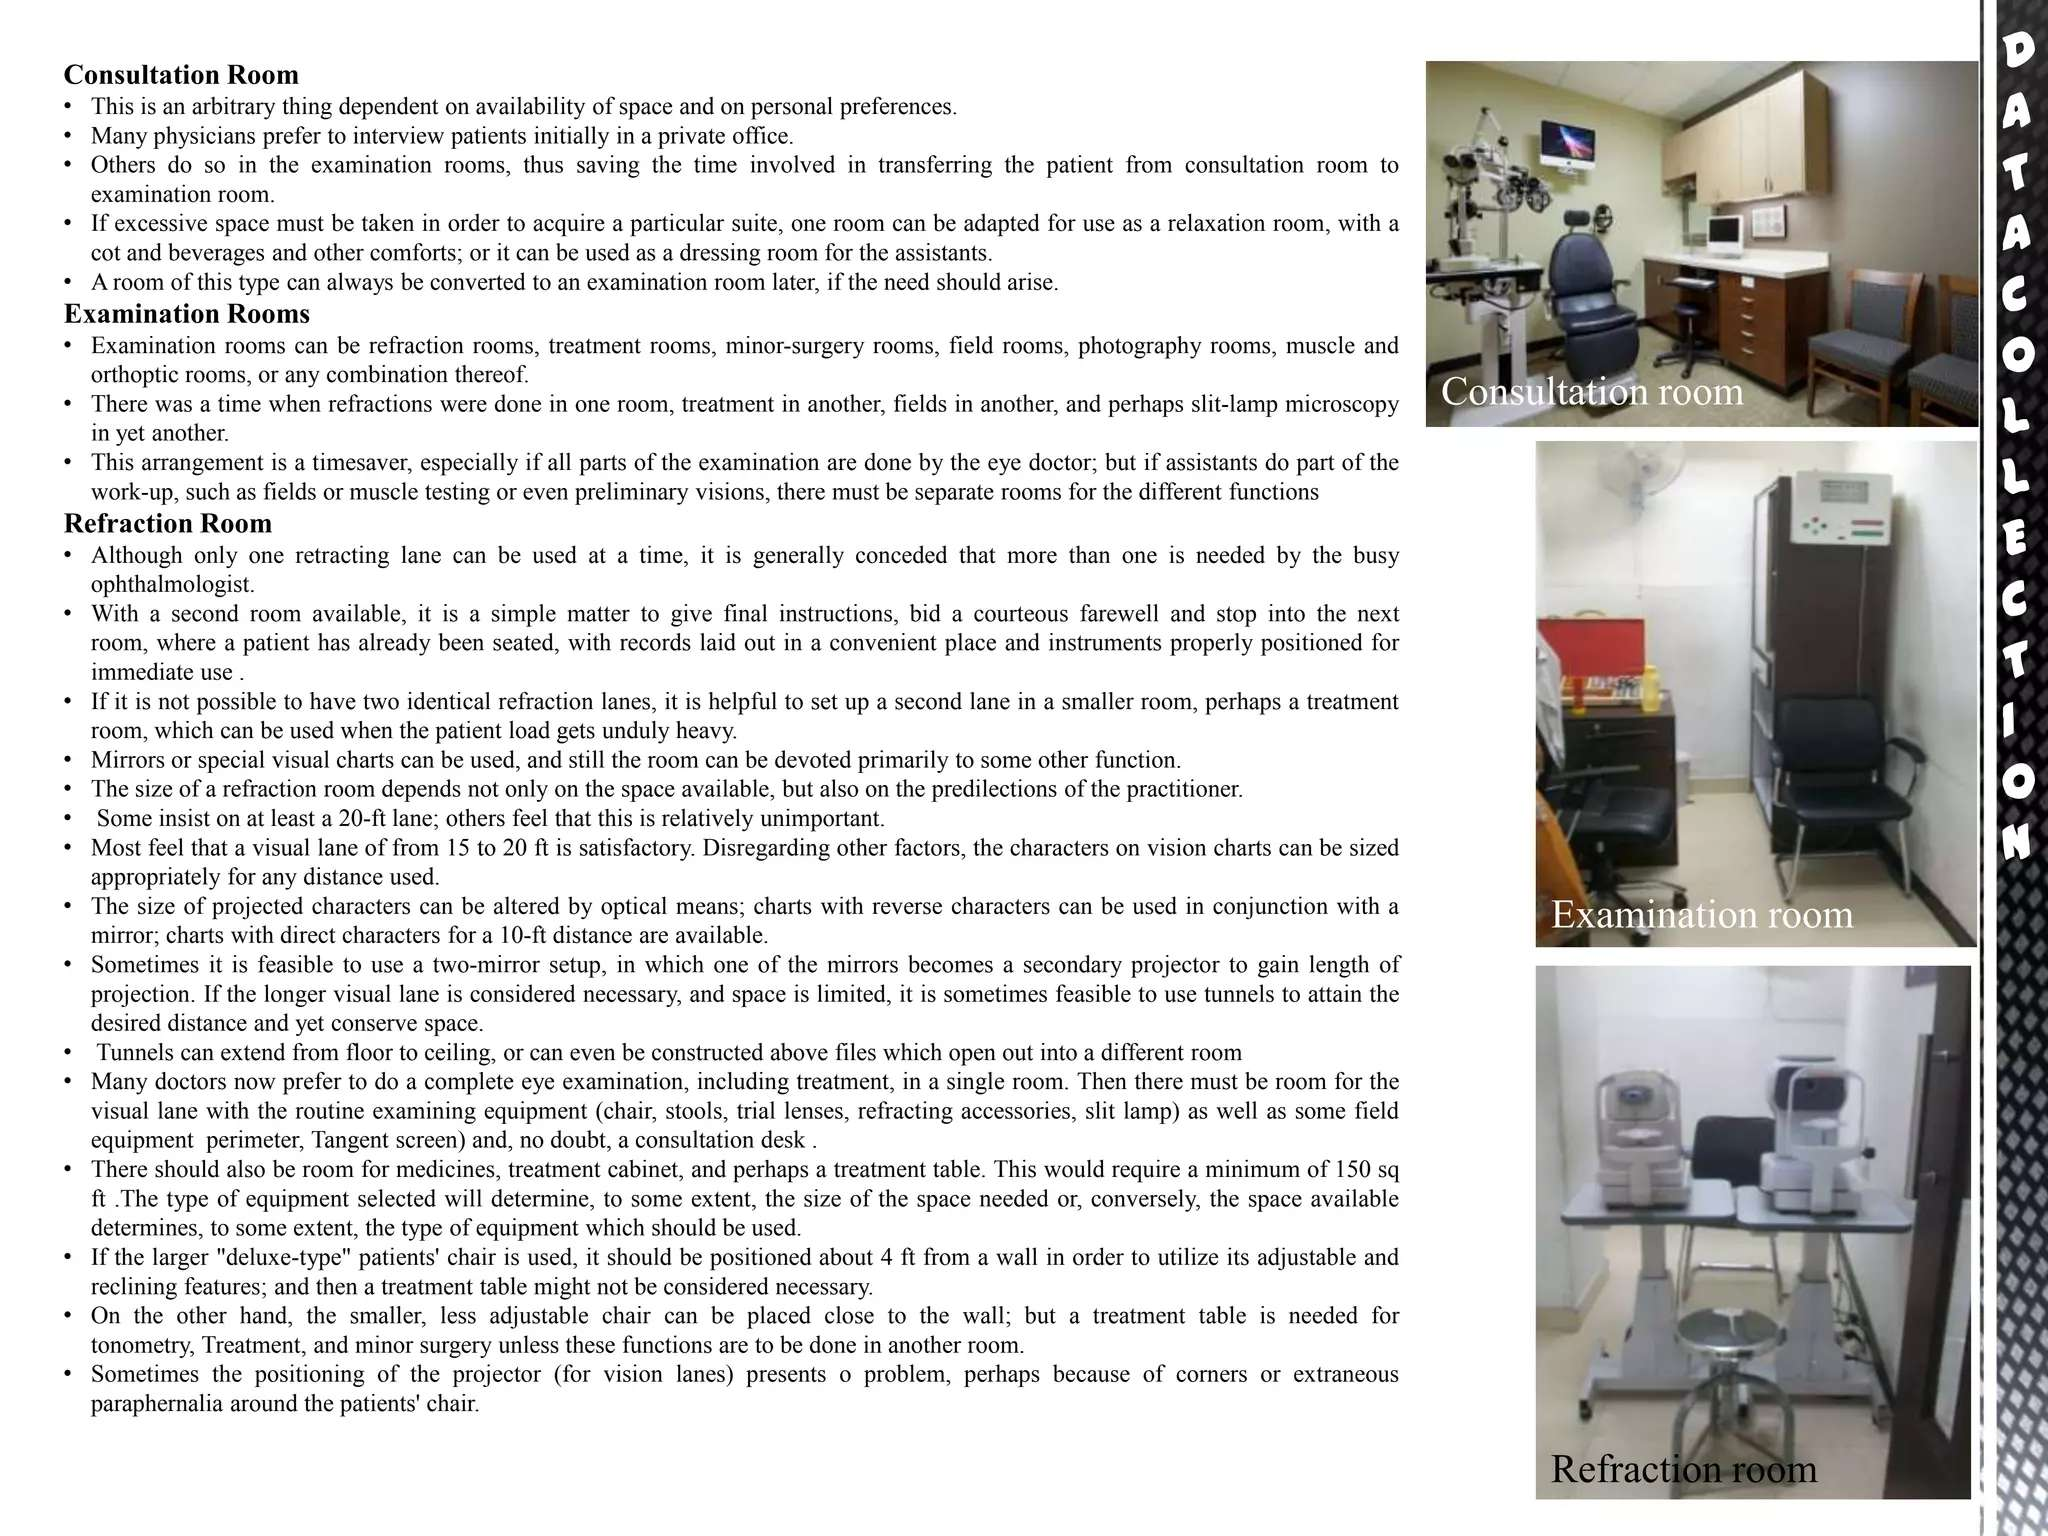 Consultation Room
• This is an arbitrary thing dependent on availability of space and on personal preferences.
• Many physicians prefer to interview patients initially in a private office.
• Others do so in the examination rooms, thus saving the time involved in transferring the patient from consultation room to
examination room.
• If excessive space must be taken in order to acquire a particular suite, one room can be adapted for use as a relaxation room, with a
cot and beverages and other comforts; or it can be used as a dressing room for the assistants.
• A room of this type can always be converted to an examination room later, if the need should arise.
Examination Rooms
• Examination rooms can be refraction rooms, treatment rooms, minor-surgery rooms, field rooms, photography rooms, muscle and
orthoptic rooms, or any combination thereof.
• There was a time when refractions were done in one room, treatment in another, fields in another, and perhaps slit-lamp microscopy
in yet another.
• This arrangement is a timesaver, especially if all parts of the examination are done by the eye doctor; but if assistants do part of the
work-up, such as fields or muscle testing or even preliminary visions, there must be separate rooms for the different functions
Refraction Room
• Although only one retracting lane can be used at a time, it is generally conceded that more than one is needed by the busy
ophthalmologist.
• With a second room available, it is a simple matter to give final instructions, bid a courteous farewell and stop into the next
room, where a patient has already been seated, with records laid out in a convenient place and instruments properly positioned for
immediate use .
• If it is not possible to have two identical refraction lanes, it is helpful to set up a second lane in a smaller room, perhaps a treatment
room, which can be used when the patient load gets unduly heavy.
• Mirrors or special visual charts can be used, and still the room can be devoted primarily to some other function.
• The size of a refraction room depends not only on the space available, but also on the predilections of the practitioner.
• Some insist on at least a 20-ft lane; others feel that this is relatively unimportant.
• Most feel that a visual lane of from 15 to 20 ft is satisfactory. Disregarding other factors, the characters on vision charts can be sized
appropriately for any distance used.
• The size of projected characters can be altered by optical means; charts with reverse characters can be used in conjunction with a
mirror; charts with direct characters for a 10-ft distance are available.
• Sometimes it is feasible to use a two-mirror setup, in which one of the mirrors becomes a secondary projector to gain length of
projection. If the longer visual lane is considered necessary, and space is limited, it is sometimes feasible to use tunnels to attain the
desired distance and yet conserve space.
• Tunnels can extend from floor to ceiling, or can even be constructed above files which open out into a different room
• Many doctors now prefer to do a complete eye examination, including treatment, in a single room. Then there must be room for the
visual lane with the routine examining equipment (chair, stools, trial lenses, refracting accessories, slit lamp) as well as some field
equipment perimeter, Tangent screen) and, no doubt, a consultation desk .
• There should also be room for medicines, treatment cabinet, and perhaps a treatment table. This would require a minimum of 150 sq
ft .The type of equipment selected will determine, to some extent, the size of the space needed or, conversely, the space available
determines, to some extent, the type of equipment which should be used.
• If the larger "deluxe-type" patients' chair is used, it should be positioned about 4 ft from a wall in order to utilize its adjustable and
reclining features; and then a treatment table might not be considered necessary.
• On the other hand, the smaller, less adjustable chair can be placed close to the wall; but a treatment table is needed for
tonometry, Treatment, and minor surgery unless these functions are to be done in another room.
• Sometimes the positioning of the projector (for vision lanes) presents o problem, perhaps because of corners or extraneous
paraphernalia around the patients' chair.
Consultation room
Examination room
Refraction room
DATA COLLECTION